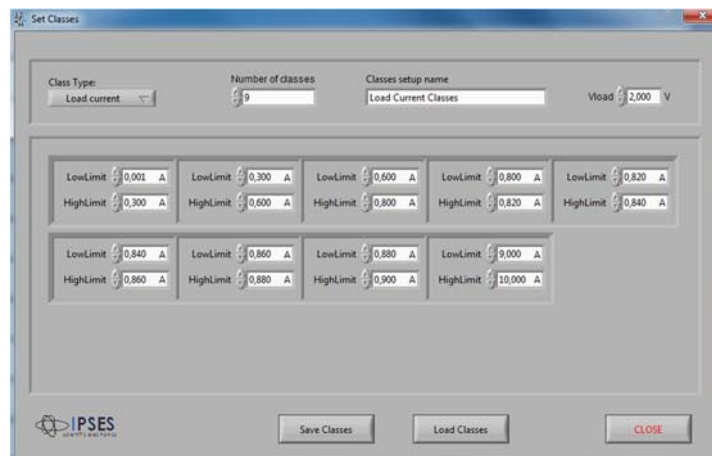 Set Classes
Class Type:
Load current
Number of classes
9
Classes setup name
Load Current Classes
Vload 2,000 V
LowLimit 0,001 A LowLimit 0,300 A LowLimit 0,600 A LowLimit 0,800 A LowLimit 0,820 A
HighLimit 0,300 A HighLimit 0,600 A HighLimit 0,800 A HighLimit 0,820 A HighLimit 0,840 A
LowLimit 0,840 A LowLimit 0,860 A LowLimit 0,880 A LowLimit 9,000 A
HighLimit 0,860 A HighLimit 0,880 A HighLimit 0,900 A HighLimit 10,000 A
IPSES
scientific electronics
Save Classes
Load Classes
CLOSE